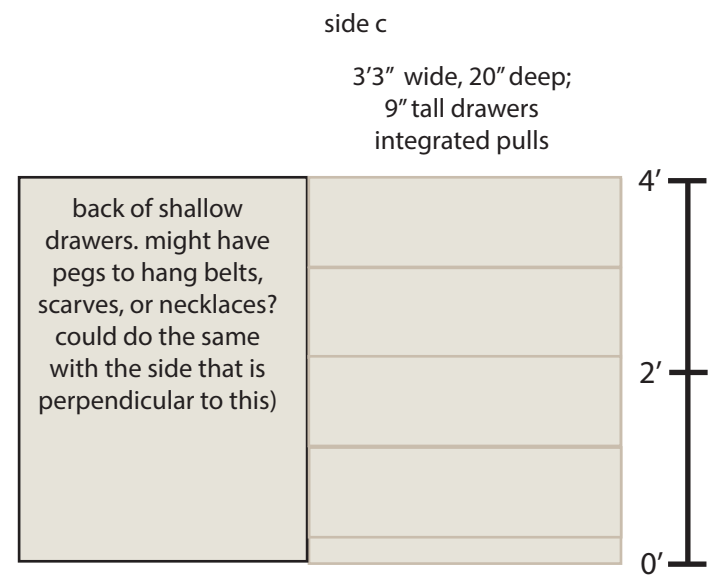 side c
3'3" wide, 20" deep;
9" tall drawers
integrated pulls
back of shallow
drawers. might have
pegs to hang belts,
scarves, or necklaces?
could do the same
with the side that is
perpendicular to this)
4'
2'
0'